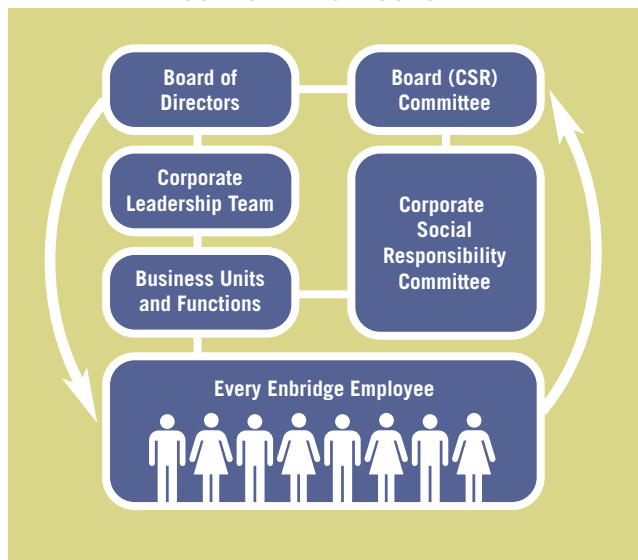 Board of
Directors
Board (CSR)
Committee
Corporate
Leadership Team
Corporate
Social
Responsibility
Committee
Business Units
and Functions
Every Enbridge Employee